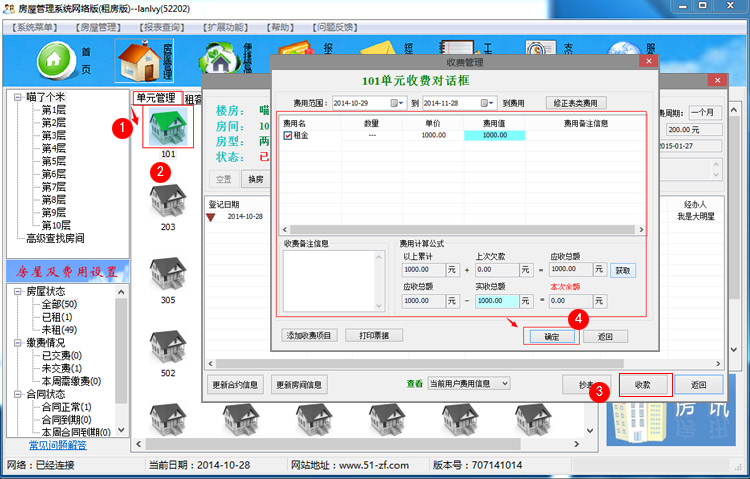 房屋管理系统网络版(租房版)--lanlvy(52202)
【系统菜单】 【房屋管理】 【报表查询】 【扩展功能】 【帮助】 【问题反馈】
首页
房屋管理
报
短
工
支
服
喵了个米
第1层
第2层
第3层
第4层
第5层
第6层
第7层
第8层
第9层
第10层
高级查找房间
房屋及费用设置
房屋状态
全部(50)
已租(1)
未租(49)
缴费情况
已交费(0)
未交费(1)
本周需缴费(0)
合同状态
合同正常(1)
合同到期(0)
本周合同到期(0)
常见问题解答
单元管理 租客
1
101
2
203
305
502
楼房: 喵
房间: 10
房型: 两
状态: 已
空置 换房
登记日期
2014-10-28
费周期: 一个月
200.00 元
2015-01-27
经办人
我是大明星
收费管理
101单元收费对话框
费用范围: 2014-10-29 到 2014-11-28 到费用 修正表类费用
费用名 数量 单价 费用值 费用备注信息
租金 --- 1000.00 1000.00
收费备注信息
费用计算公式
以上累计 上次欠款 应收总额
1000.00 元 + 0.00 元 = 1000.00 元 获取
应收总额 实收总额 本次余额
1000.00 元 - 1000.00 元 = 0.00 元
添加收费项目 打印票据 确定 返回
4
更新合约信息 更新房间信息 查看 当前用户费用信息 抄表 收款 返回
3
房 讯
网络：已经连接 当前日期：2014-10-28 网站地址：www.51-zf.com 版本号：707141014